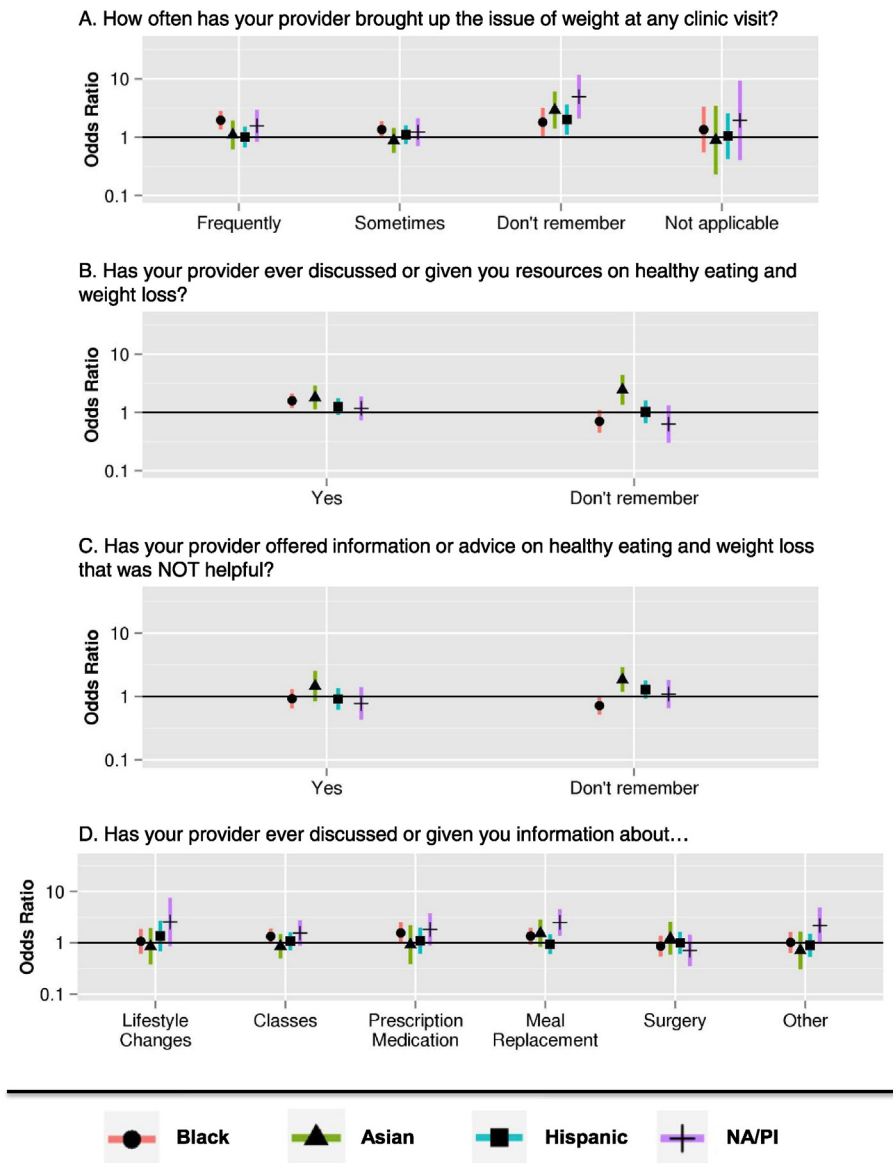 A. How often has your provider brought up the issue of weight at any clinic visit?
Odds Ratio
10
1
0.1
Frequently Sometimes Don't remember Not applicable
B. Has your provider ever discussed or given you resources on healthy eating and
weight loss?
Odds Ratio
10
1
0.1
Yes Don't remember
C. Has your provider offered information or advice on healthy eating and weight loss
that was NOT helpful?
Odds Ratio
10
1
0.1
Yes Don't remember
D. Has your provider ever discussed or given you information about...
Odds Ratio
10
1
0.1
Lifestyle Classes Prescription Meal Surgery Other
Changes Medication Replacement
Black Asian Hispanic NA/PI